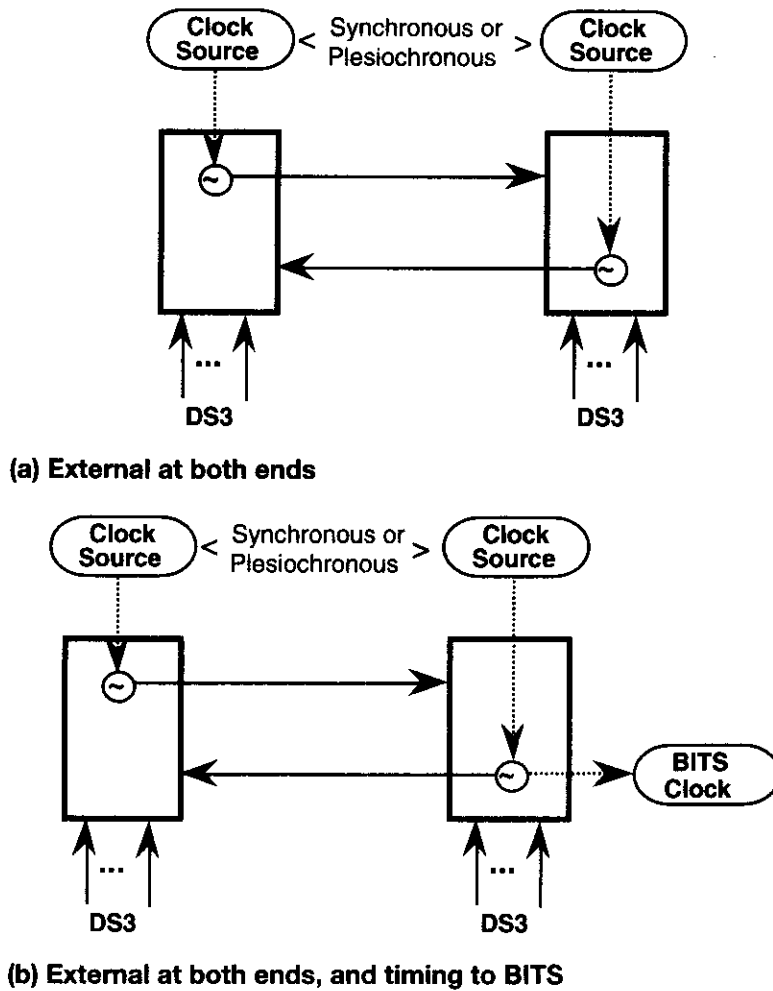 Clock Source
< Synchronous or Plesiochronous >
Clock Source
~
~
...
DS3
...
DS3
(a) External at both ends
Clock Source
< Synchronous or Plesiochronous >
Clock Source
~
~
BITS Clock
...
DS3
...
DS3
(b) External at both ends, and timing to BITS